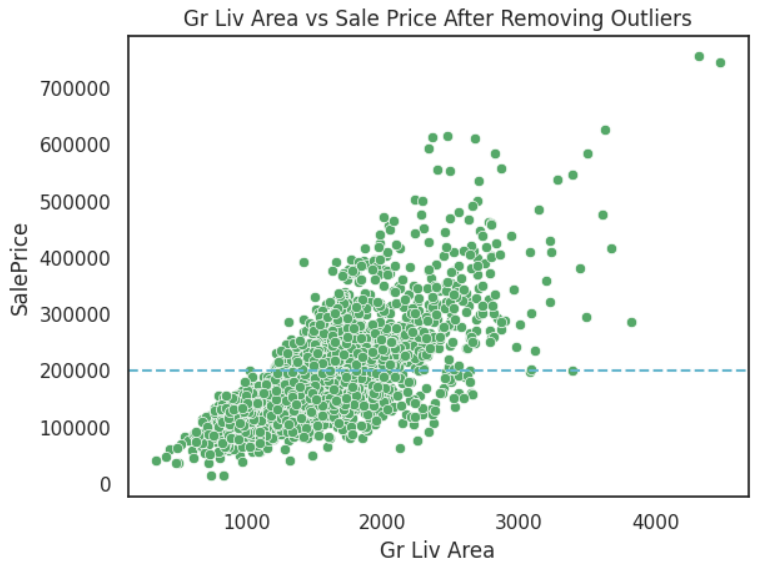 Gr Liv Area vs Sale Price After Removing Outliers
700000
600000
500000
400000
300000
200000
100000
0
SalePrice
1000 2000 3000 4000
Gr Liv Area